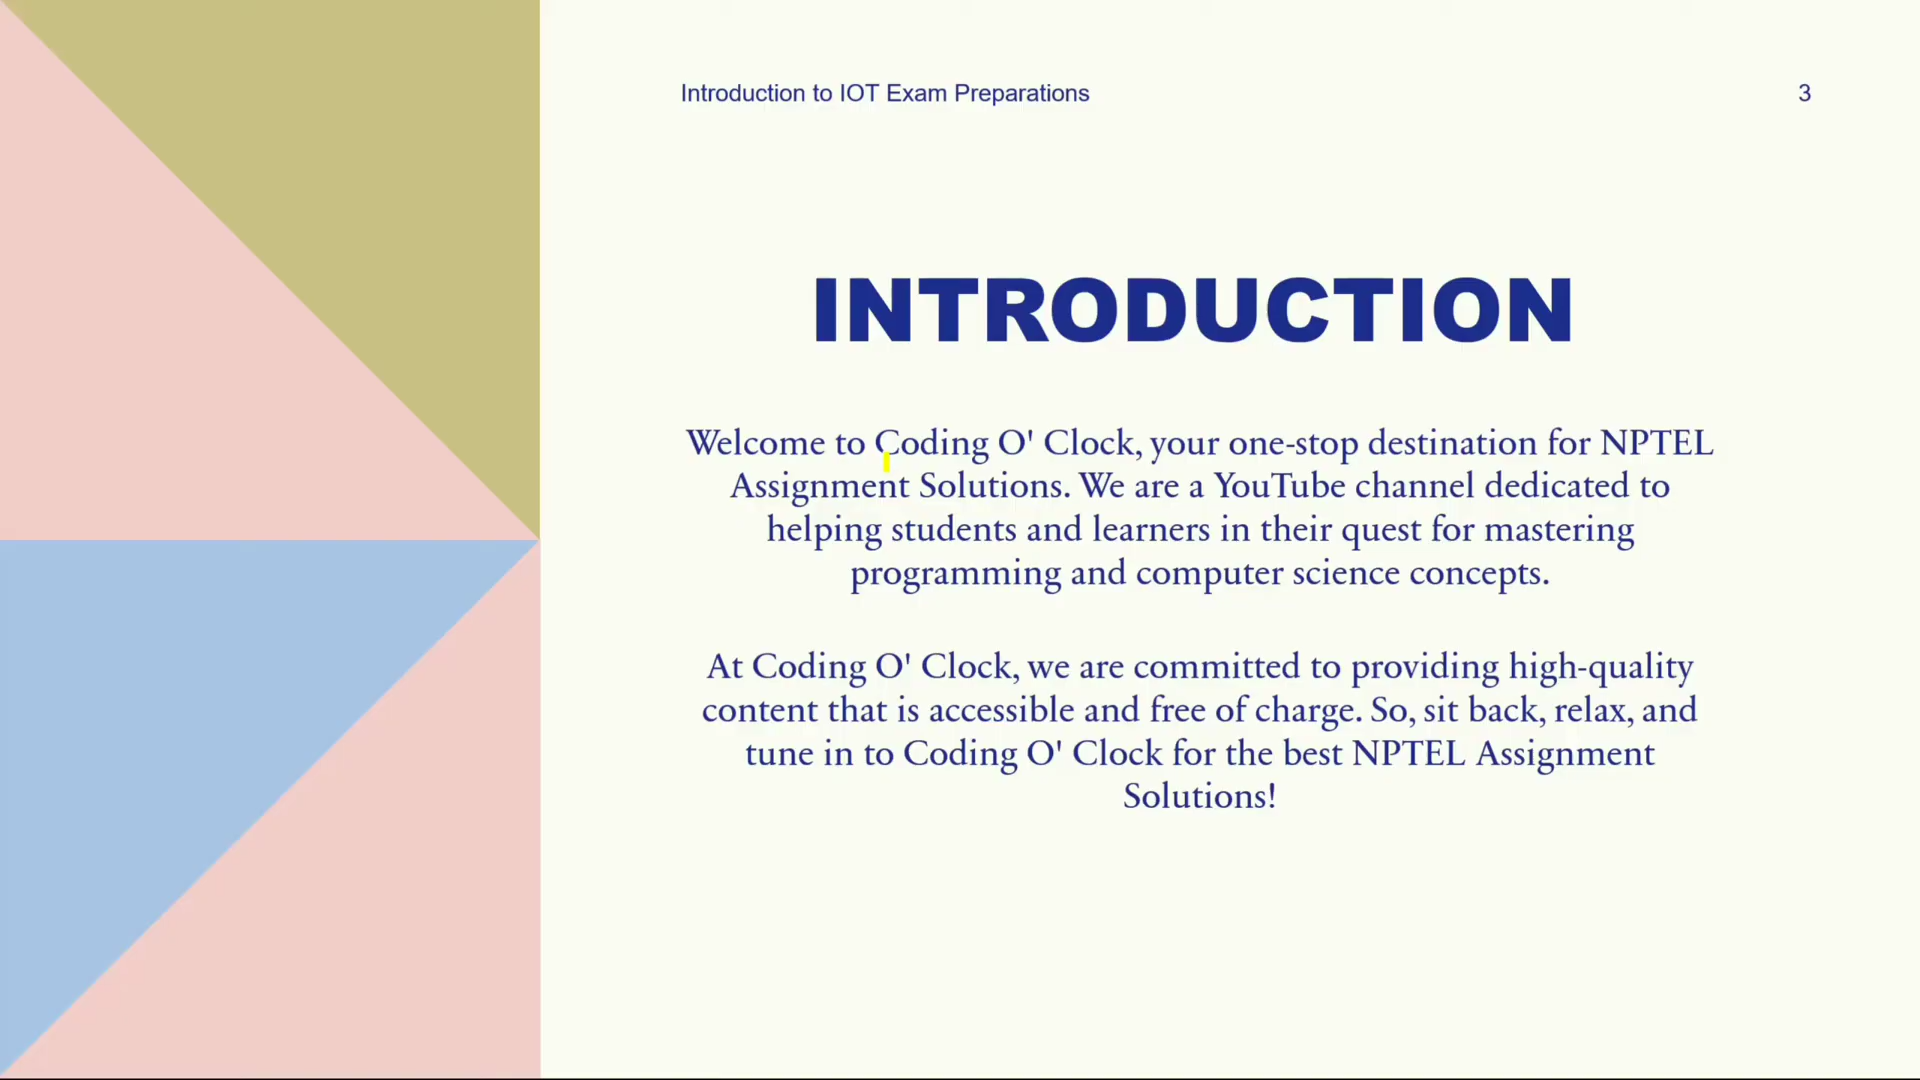 Introduction to IOT Exam Preparations
3
INTRODUCTION
Welcome to Coding O' Clock, your one-stop destination for NPTEL
Assignment Solutions. We are a YouTube channel dedicated to
helping students and learners in their quest for mastering
programming and computer science concepts.
At Coding O' Clock, we are committed to providing high-quality
content that is accessible and free of charge. So, sit back, relax, and
tune in to Coding O' Clock for the best NPTEL Assignment
Solutions!